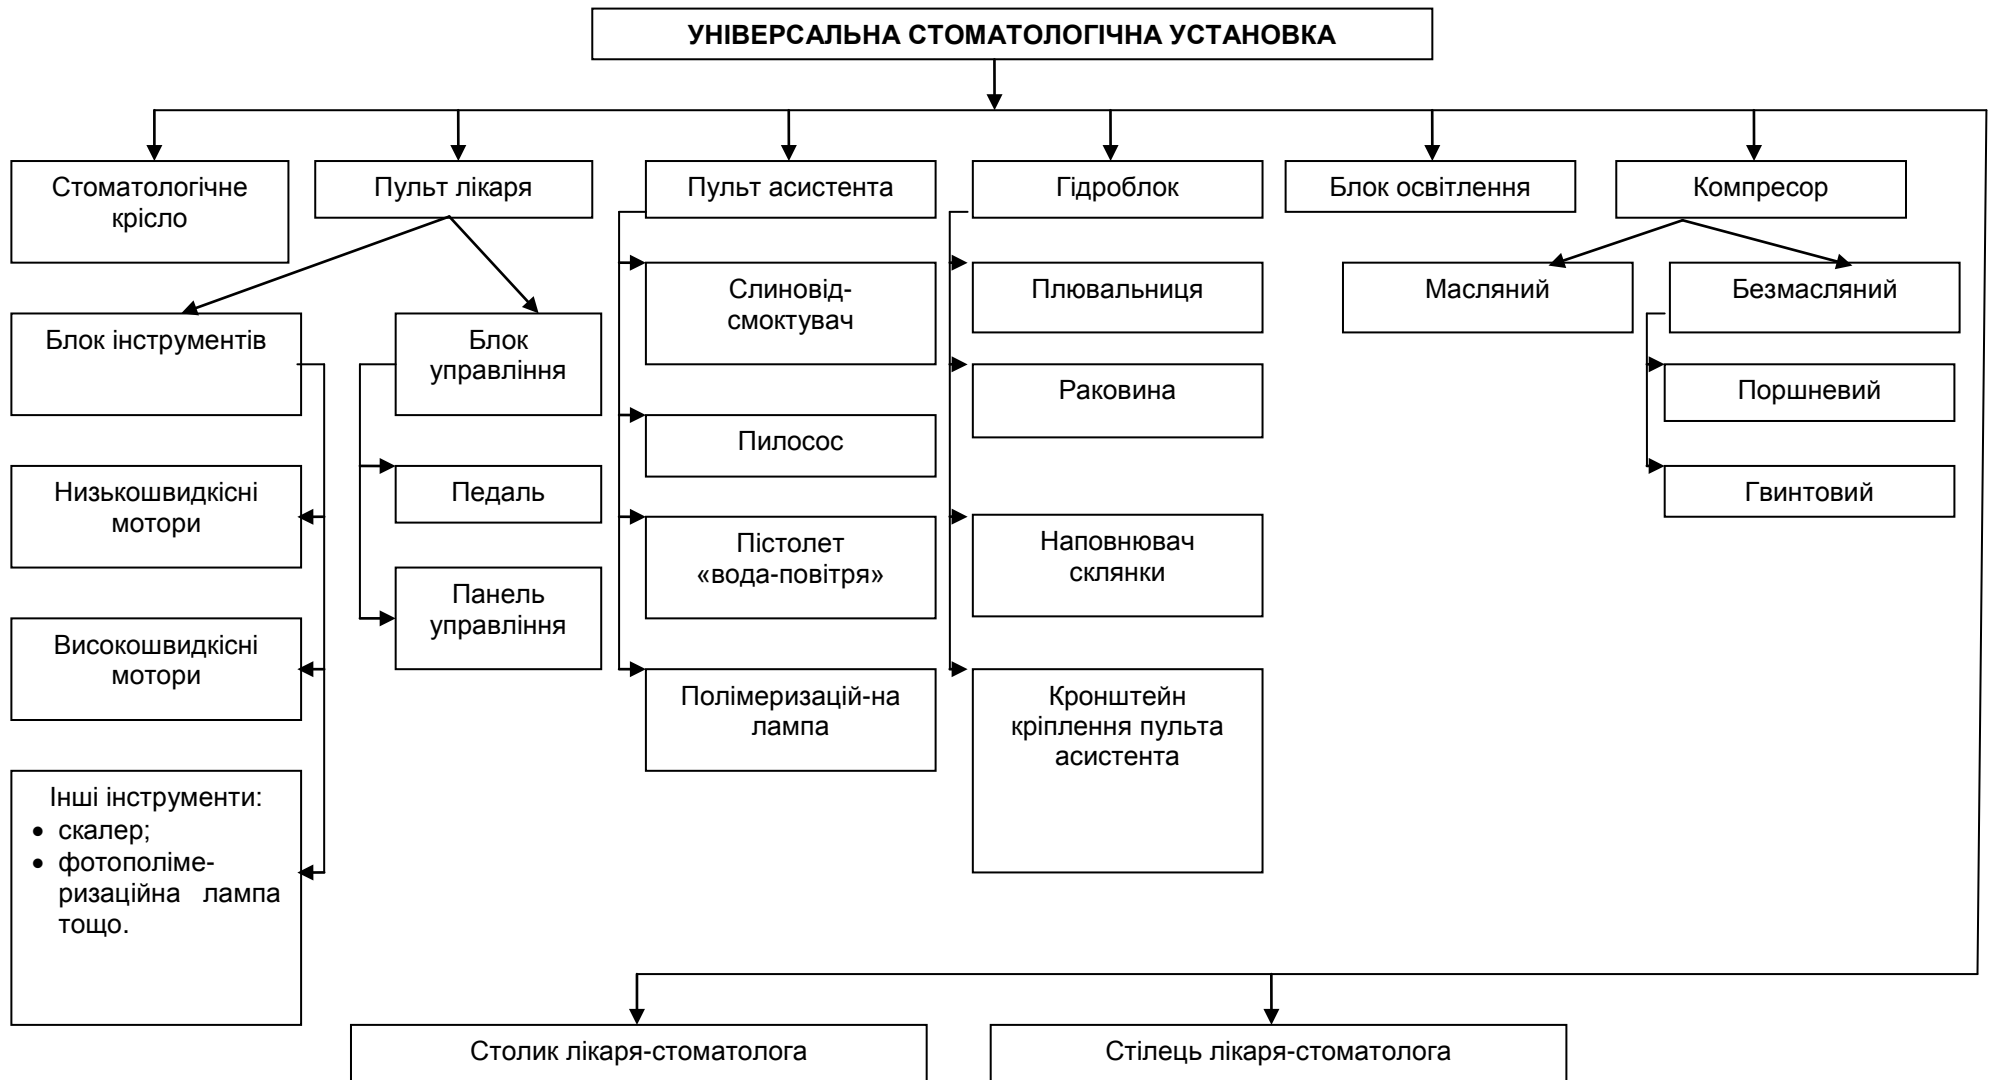 УНІВЕРСАЛЬНА СТОМАТОЛОГІЧНА УСТАНОВКА
Стоматологічне
крісло
Пульт лікаря
Пульт асистента
Гідроблок
Блок освітлення
Компресор
Блок інструментів
Блок
управління
Слиновід-
смоктувач
Плювальниця
Масляний
Безмасляний
Раковина
Поршневий
Пилосос
Гвинтовий
Низькошвидкісні
мотори
Педаль
Пістолет
«вода-повітря»
Наповнювач
склянки
Панель
управління
Високошвидкісні
мотори
Полімеризацій-на
лампа
Кронштейн
кріплення пульта
асистента
Інші інструменти:
• скалер;
• фотополіме-
ризаційна лампа
тощо.
Столик лікаря-стоматолога
Стілець лікаря-стоматолога